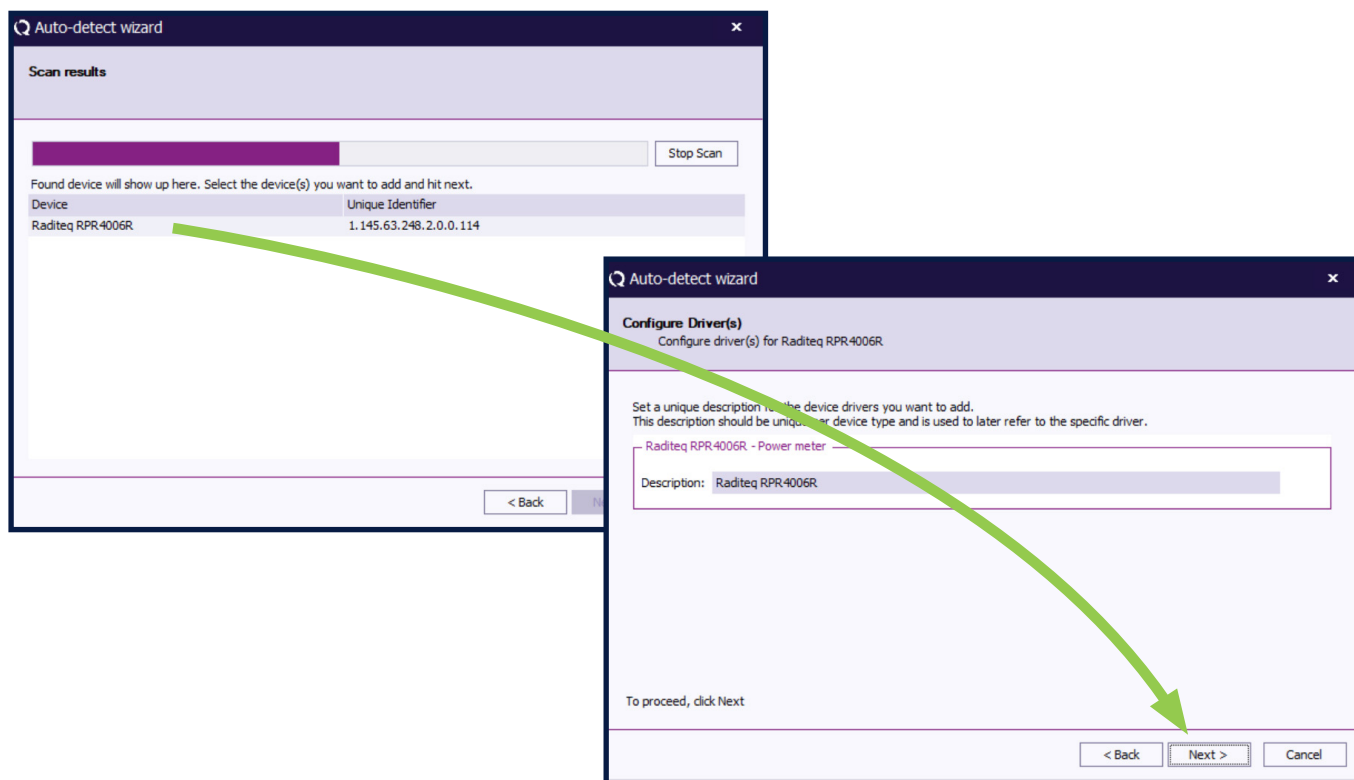 Auto-detect wizard
Scan results
Stop Scan
Found device will show up here. Select the device(s) you want to add and hit next.
Device Unique Identifier
Raditeq RPR4006R 1.145.63.248.2.0.0.114
< Back
Auto-detect wizard
Configure Driver(s)
Configure driver(s) for Raditeq RPR4006R
Set a unique description for the device drivers you want to add.
This description should be unique per device type and is used to later refer to the specific driver.
Raditeq RPR4006R - Power meter
Description: Raditeq RPR4006R
To proceed, click Next
< Back Next > Cancel